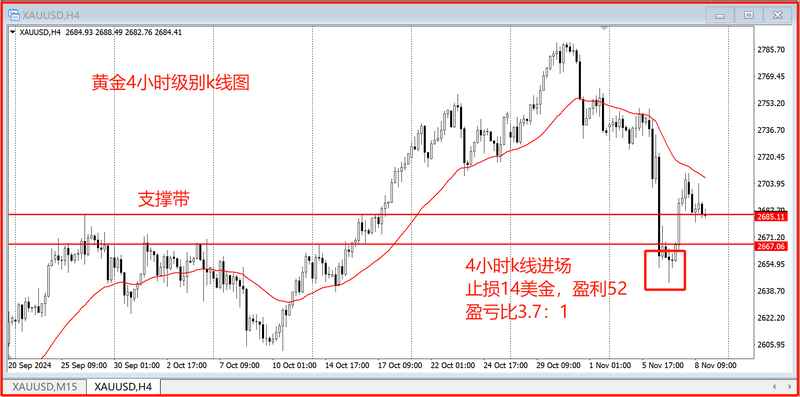 XAUUSD,H4
XAUUSD,H4 2684.93 2688.49 2682.76 2684.41
2785.70
黄金4小时级别k线图
2769.45
2753.20
2736.70
2720.45
2703.95
支撑带
2687.70
2685.11
2671.20
2667.06
4小时k线进场
2654.95
止损14美金，盈利52
2638.70
盈亏比3.7：1
2622.20
2605.95
20 Sep 2024
25 Sep 09:00
30 Sep 01:00
2 Oct 17:00
7 Oct 09:00
10 Oct 01:00
14 Oct 17:00
17 Oct 09:00
22 Oct 01:00
24 Oct 17:00
29 Oct 09:00
1 Nov 01:00
5 Nov 17:00
8 Nov 09:00
XAUUSD,M15
XAUUSD,H4